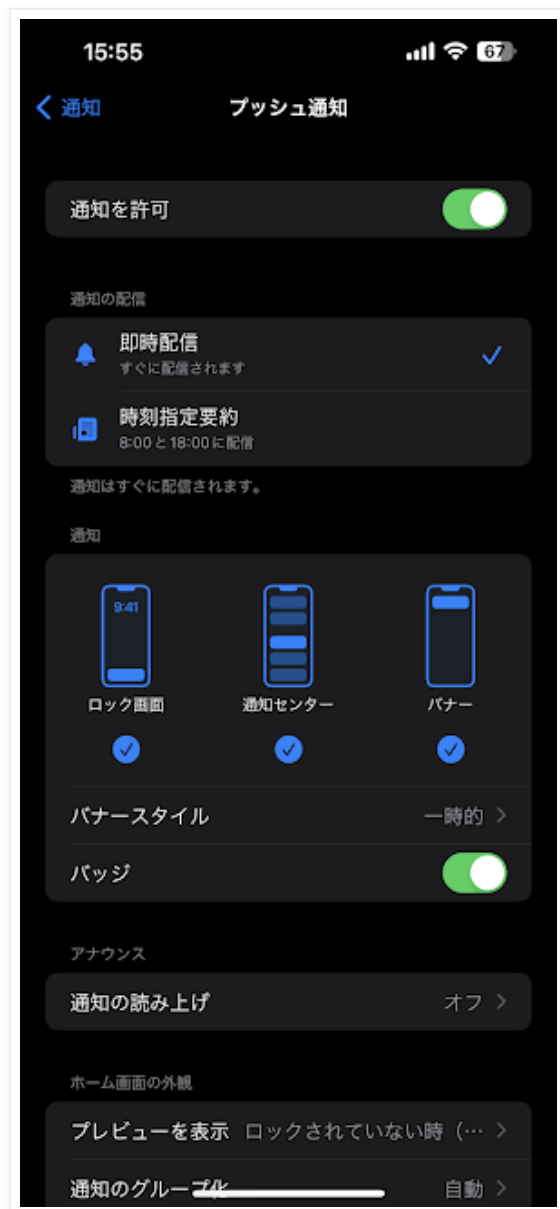 15:55
67
通知
プッシュ通知
通知を許可
通知の配信
即時配信
すぐに配信されます
時刻指定要約
8:00と18:00に配信
通知はすぐに配信されます。
通知
9:41
ロック画面
通知センター
バナー
バナースタイル
一時的
バッジ
アナウンス
通知の読み上げ
オフ
ホーム画面の外観
プレビューを表示
ロックされていない時（…
通知のグループ化
自動